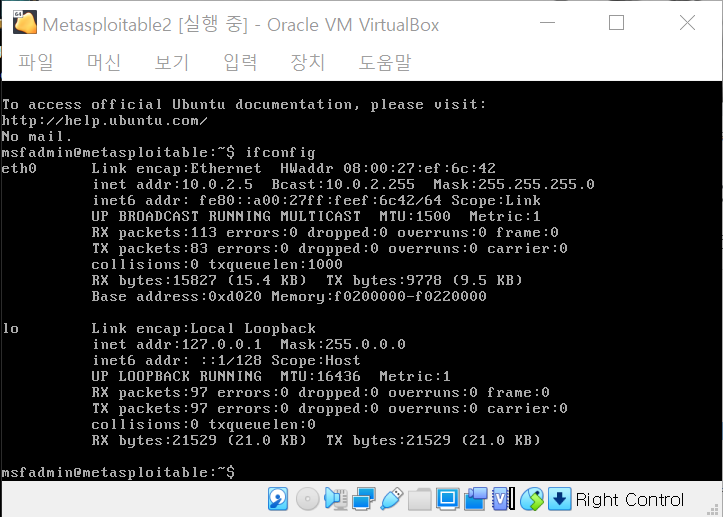 Metasploitable2 [실행 중] - Oracle VM VirtualBox
파일 머신 보기 입력 장치 도움말
To access official Ubuntu documentation, please visit:
http://help.ubuntu.com/
No mail.
msfadmin@metasploitable:~$ ifconfig
eth0      Link encap:Ethernet  HWaddr 08:00:27:ef:6c:42
          inet addr:10.0.2.5  Bcast:10.0.2.255  Mask:255.255.255.0
          inet6 addr: fe80::a00:27ff:feef:6c42/64 Scope:Link
          UP BROADCAST RUNNING MULTICAST  MTU:1500  Metric:1
          RX packets:113 errors:0 dropped:0 overruns:0 frame:0
          TX packets:83 errors:0 dropped:0 overruns:0 carrier:0
          collisions:0 txqueuelen:1000
          RX bytes:15827 (15.4 KB)  TX bytes:9778 (9.5 KB)
          Base address:0xd020 Memory:f0200000-f0220000
lo        Link encap:Local Loopback
          inet addr:127.0.0.1  Mask:255.0.0.0
          inet6 addr: ::1/128 Scope:Host
          UP LOOPBACK RUNNING  MTU:16436  Metric:1
          RX packets:97 errors:0 dropped:0 overruns:0 frame:0
          TX packets:97 errors:0 dropped:0 overruns:0 carrier:0
          collisions:0 txqueuelen:0
          RX bytes:21529 (21.0 KB)  TX bytes:21529 (21.0 KB)
msfadmin@metasploitable:~$
Right Control